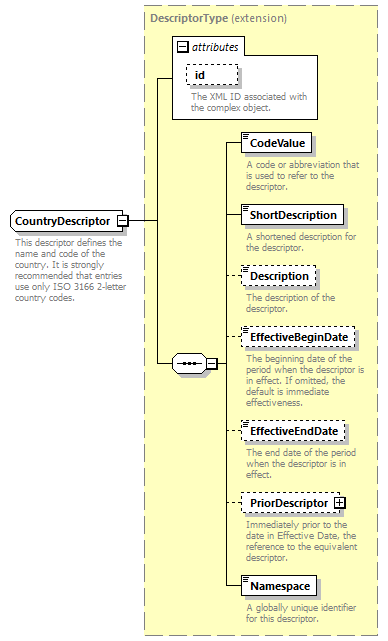 DescriptorType (extension)
attributes
id
The XML ID associated with
the complex object.
CodeValue
A code or abbreviation that
is used to refer to the
descriptor.
CountryDescriptor
This descriptor defines the
name and code of the
country. It is strongly
recommended that entries
use only ISO 3166 2-letter
country codes.
ShortDescription
A shortened description for
the descriptor.
Description
The description of the
descriptor.
EffectiveBeginDate
The beginning date of the
period when the descriptor is
in effect. If omitted, the
default is immediate
effectiveness.
EffectiveEndDate
The end date of the period
when the descriptor is in
effect.
PriorDescriptor
Immediately prior to the
date in Effective Date, the
reference to the equivalent
descriptor.
Namespace
A globally unique identifier
for this descriptor.